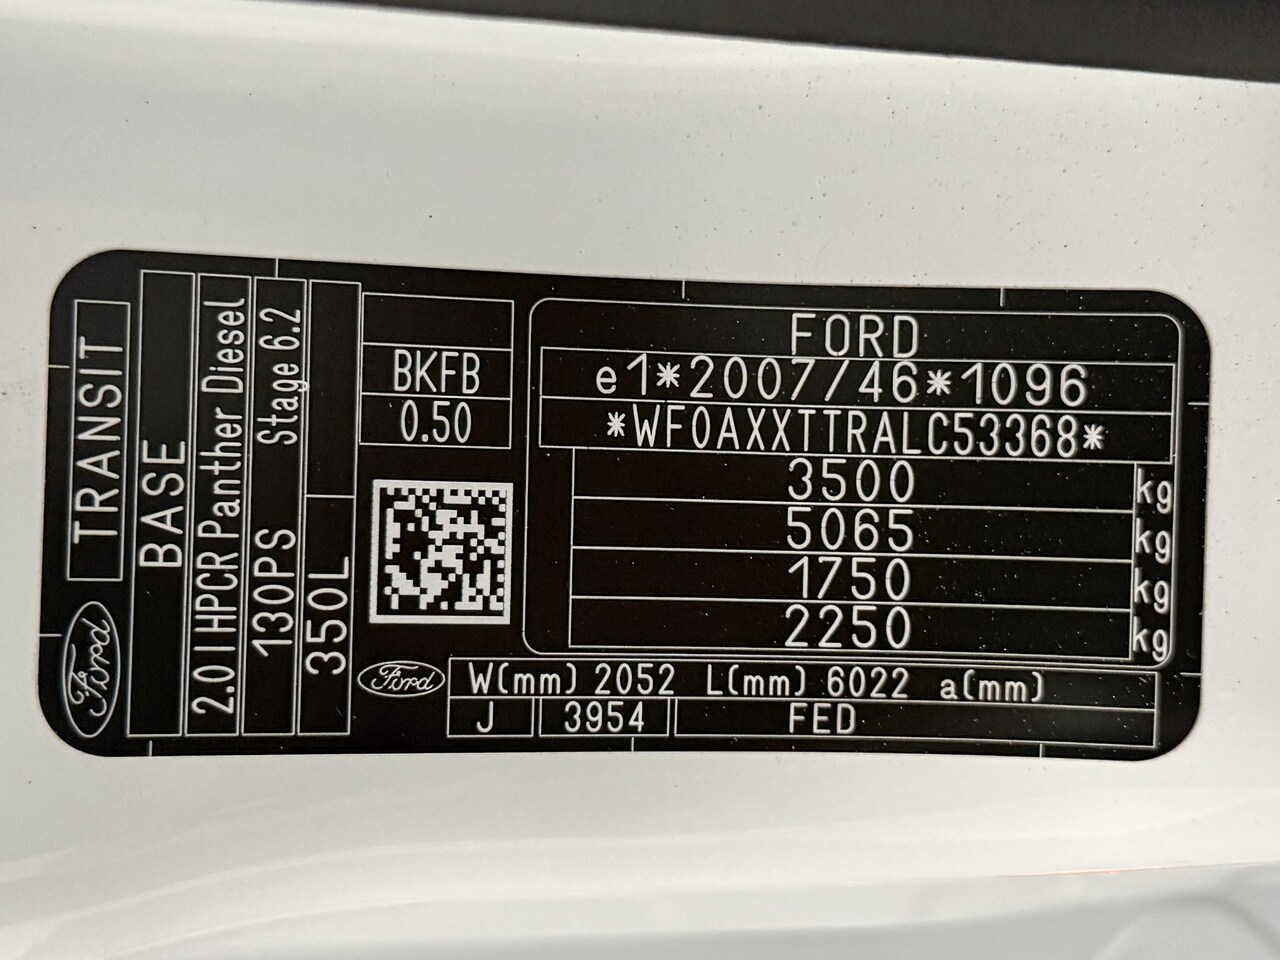 TRANSIT
BASE
2.0 l HPCR Panther Diesel
130PS Stage 6.2
350L
Ford
BKFB
0.50
FORD
e1*2007/46*1096
*WF0AXXTTRALC53368*
3500 kg
5065 kg
1750 kg
2250 kg
Ford
W(mm) 2052 L(mm) 6022 a(mm)
J 3954 FED